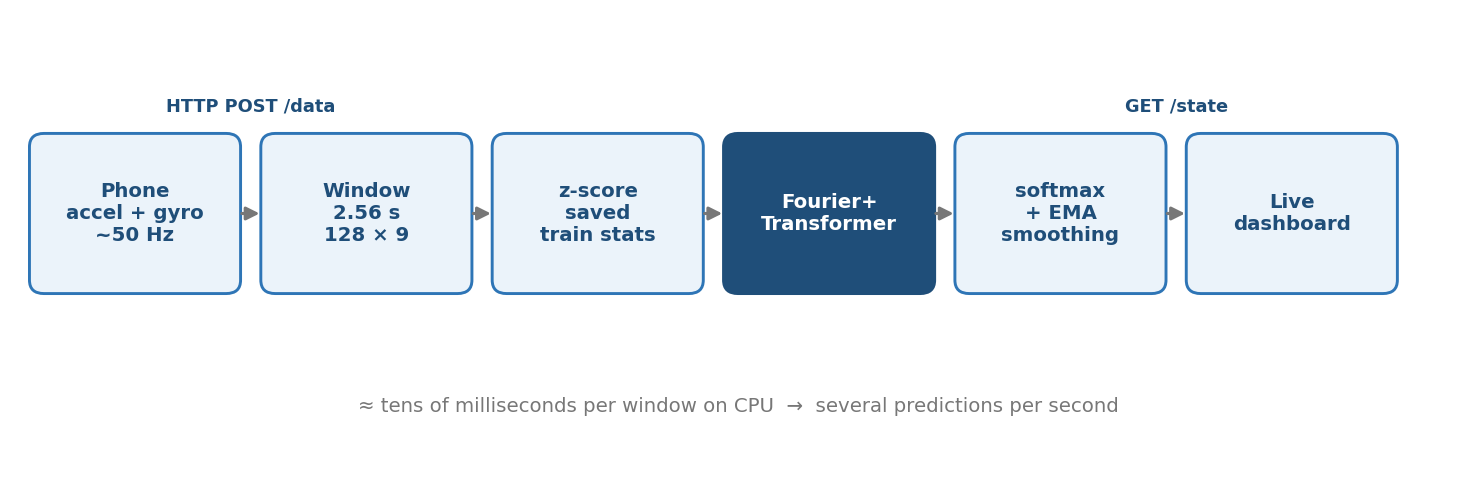 HTTP POST /data
GET /state
Phone
accel + gyro
~50 Hz
Window
2.56 s
128 × 9
z-score
saved
train stats
Fourier+
Transformer
softmax
+ EMA
smoothing
Live
dashboard
≈ tens of milliseconds per window on CPU → several predictions per second